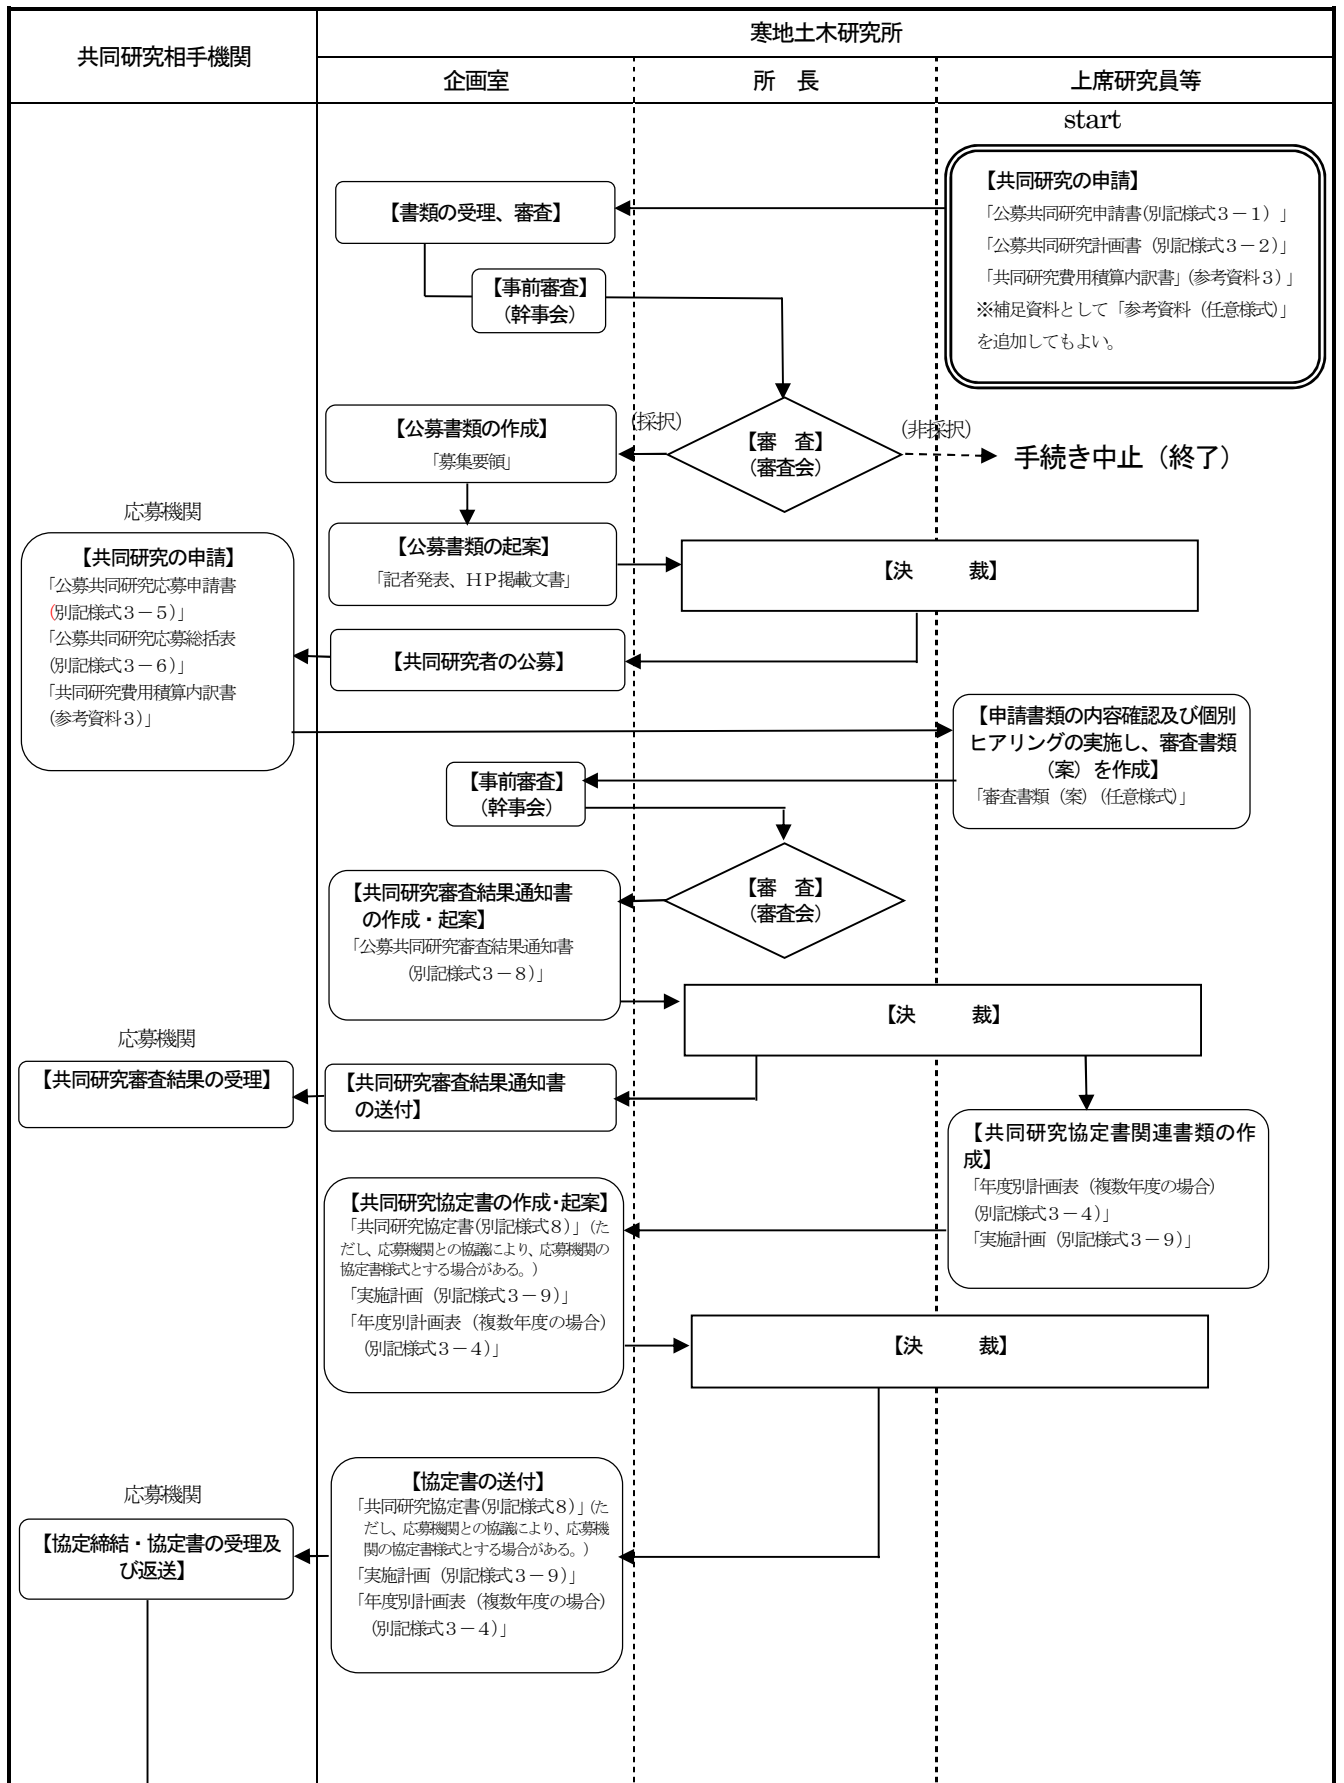 共同研究相手機関
寒地土木研究所
企画室
所　長
上席研究員等
start
【共同研究の申請】
「公募共同研究申請書(別記様式３－１）」
「公募共同研究計画書（別記様式３－２)」
「共同研究費用積算内訳書」（参考資料３)」
※補足資料として「参考資料（任意様式)」
を追加してもよい。
【書類の受理、審査】
【事前審査】
（幹事会）
【審　査】
（審査会）
（採択）
（非採択）
手続き中止（終了）
【公募書類の作成】
「募集要領」
【公募書類の起案】
「記者発表、ＨＰ掲載文書」
【決　　裁】
応募機関
【共同研究の申請】
「公募共同研究応募申請書
(別記様式３－５)」
「公募共同研究応募総括表
(別記様式３－６)」
「共同研究費用積算内訳書
（参考資料３)」
【共同研究者の公募】
【申請書類の内容確認及び個別
ヒアリングの実施し、審査書類
（案）を作成】
「審査書類（案）（任意様式)」
【事前審査】
（幹事会）
【審　査】
（審査会）
【共同研究審査結果通知書
の作成・起案】
「公募共同研究審査結果通知書
(別記様式３－８)」
【決　　裁】
応募機関
【共同研究審査結果の受理】
【共同研究審査結果通知書
の送付】
【共同研究協定書関連書類の作
成】
「年度別計画表（複数年度の場合）
(別記様式３－４)」
「実施計画（別記様式３－９)」
【共同研究協定書の作成・起案】
「共同研究協定書(別記様式８)」（た
だし、応募機関との協議により、応募機関の
協定書様式とする場合がある。）
「実施計画（別記様式３－９)」
「年度別計画表（複数年度の場合）
(別記様式３－４)」
【決　　裁】
【協定書の送付】
「共同研究協定書(別記様式８)」（た
だし、応募機関との協議により、応募機
関の協定書様式とする場合がある。）
「実施計画（別記様式３－９)」
「年度別計画表（複数年度の場合）
(別記様式３－４)」
応募機関
【協定締結・協定書の受理及
び返送】